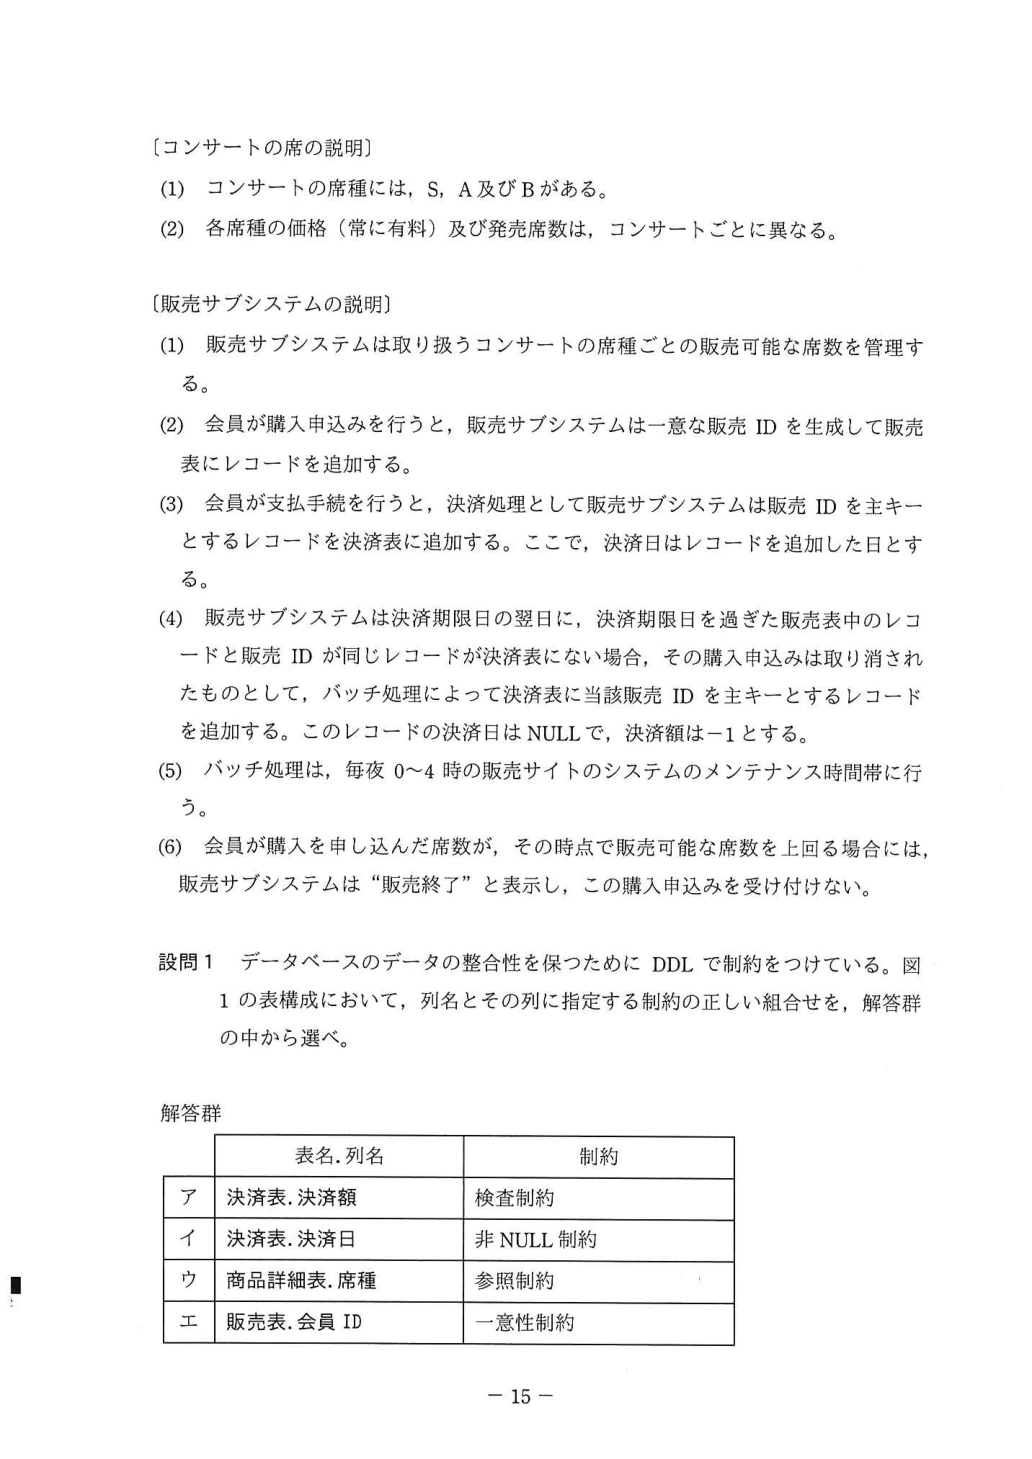 〔コンサートの席の説明〕
(1) コンサートの席種には，S，A及びBがある。
(2) 各席種の価格（常に有料）及び発売席数は，コンサートごとに異なる。
〔販売サブシステムの説明〕
(1) 販売サブシステムは取り扱うコンサートの席種ごとの販売可能な席数を管理す
る。
(2) 会員が購入申込みを行うと，販売サブシステムは一意な販売 ID を生成して販売
表にレコードを追加する。
(3) 会員が支払手続を行うと，決済処理として販売サブシステムは販売 ID を主キー
とするレコードを決済表に追加する。ここで，決済日はレコードを追加した日とす
る。
(4) 販売サブシステムは決済期限日の翌日に，決済期限日を過ぎた販売表中のレコ
ードと販売 ID が同じレコードが決済表にない場合，その購入申込みは取り消され
たものとして，バッチ処理によって決済表に当該販売 ID を主キーとするレコード
を追加する。このレコードの決済日は NULL で，決済額は－1 とする。
(5) バッチ処理は，毎夜 0～4 時の販売サイトのシステムのメンテナンス時間帯に行
う。
(6) 会員が購入を申し込んだ席数が，その時点で販売可能な席数を上回る場合には，
販売サブシステムは“販売終了”と表示し，この購入申込みを受け付けない。
設問1 データベースのデータの整合性を保つために DDL で制約をつけている。図
1 の表構成において，列名とその列に指定する制約の正しい組合せを，解答群
の中から選べ。
解答群
表名.列名 制約
ア 決済表.決済額 検査制約
イ 決済表.決済日 非 NULL 制約
ウ 商品詳細表.席種 参照制約
エ 販売表.会員 ID 一意性制約
－ 15 －